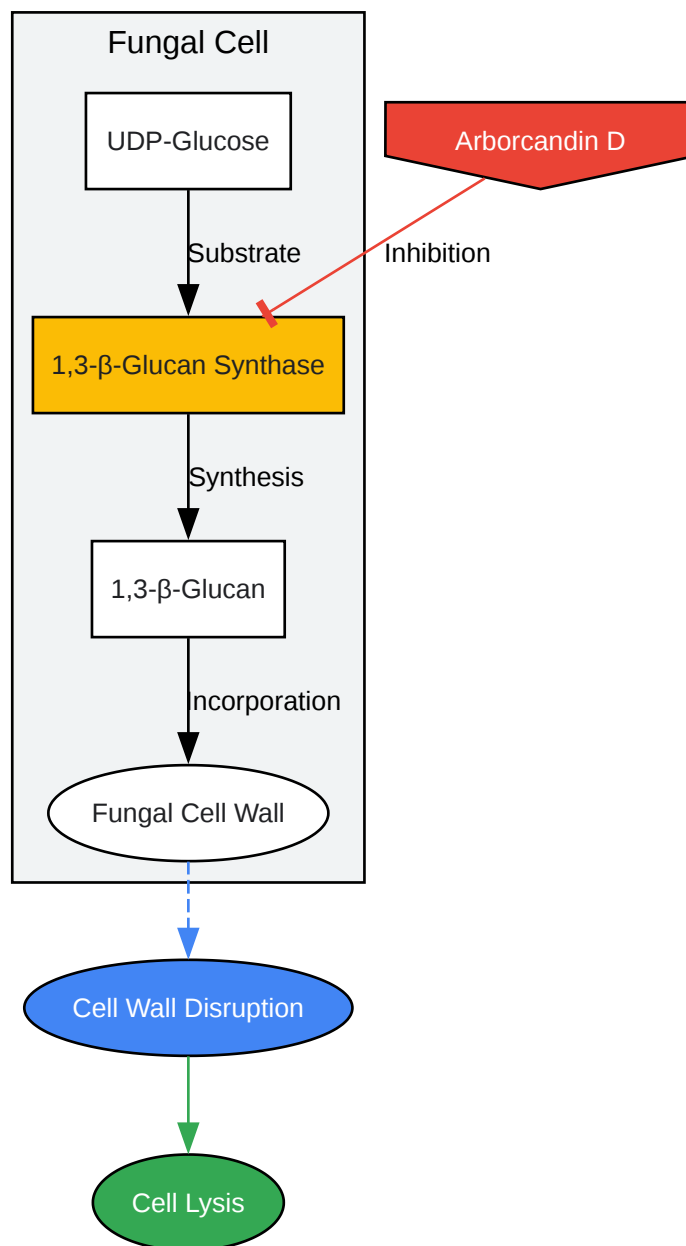 Fungal Cell
UDP-Glucose
Arborcandin D
Substrate
Inhibition
1,3-β-Glucan Synthase
Synthesis
1,3-β-Glucan
Incorporation
Fungal Cell Wall
Cell Wall Disruption
Cell Lysis